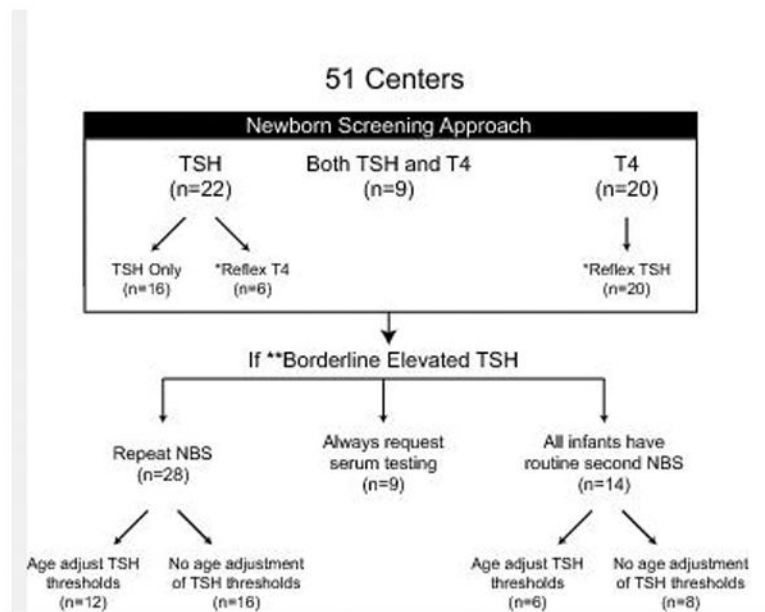 51 Centers
Newborn Screening Approach
TSH
(n=22)
Both TSH and T4
(n=9)
T4
(n=20)
TSH Only
(n=16)
*Reflex T4
(n=6)
*Reflex TSH
(n=20)
If **Borderline Elevated TSH
Repeat NBS
(n=28)
Always request
serum testing
(n=9)
All infants have
routine second NBS
(n=14)
Age adjust TSH
thresholds
(n=12)
No age adjustment
of TSH thresholds
(n=16)
Age adjust TSH
thresholds
(n=6)
No age adjustment
of TSH thresholds
(n=8)